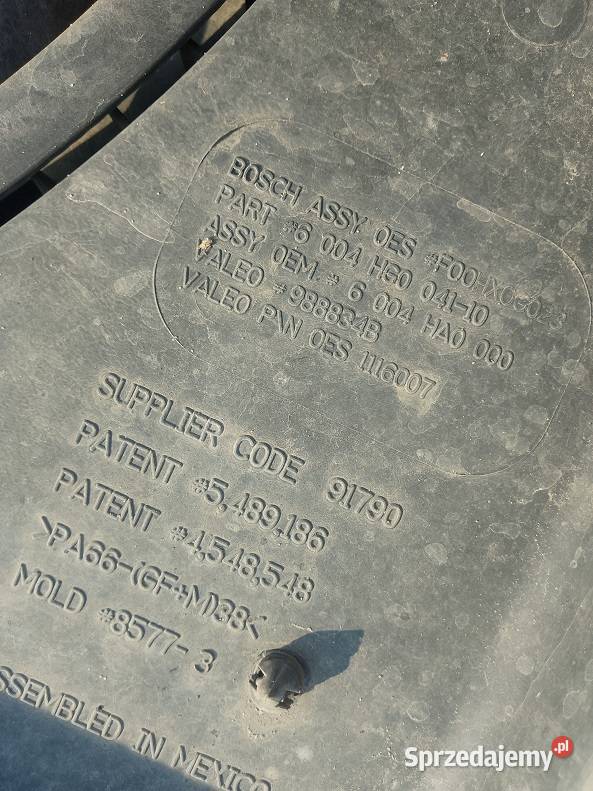 BOSCH ASSY OES
PART #6 004 HG0 041-10
ASSY OEM # 6 004 HA0 000
VALEO #988834B
VALEO P\N OES 1116007
SUPPLIER CODE 91790
PATENT #5,489,186
PATENT #4,548,548
>PA66-(GF+M)38<
MOLD #8577-3
ASSEMBLED IN MEXICO
Sprzedajemy.pl